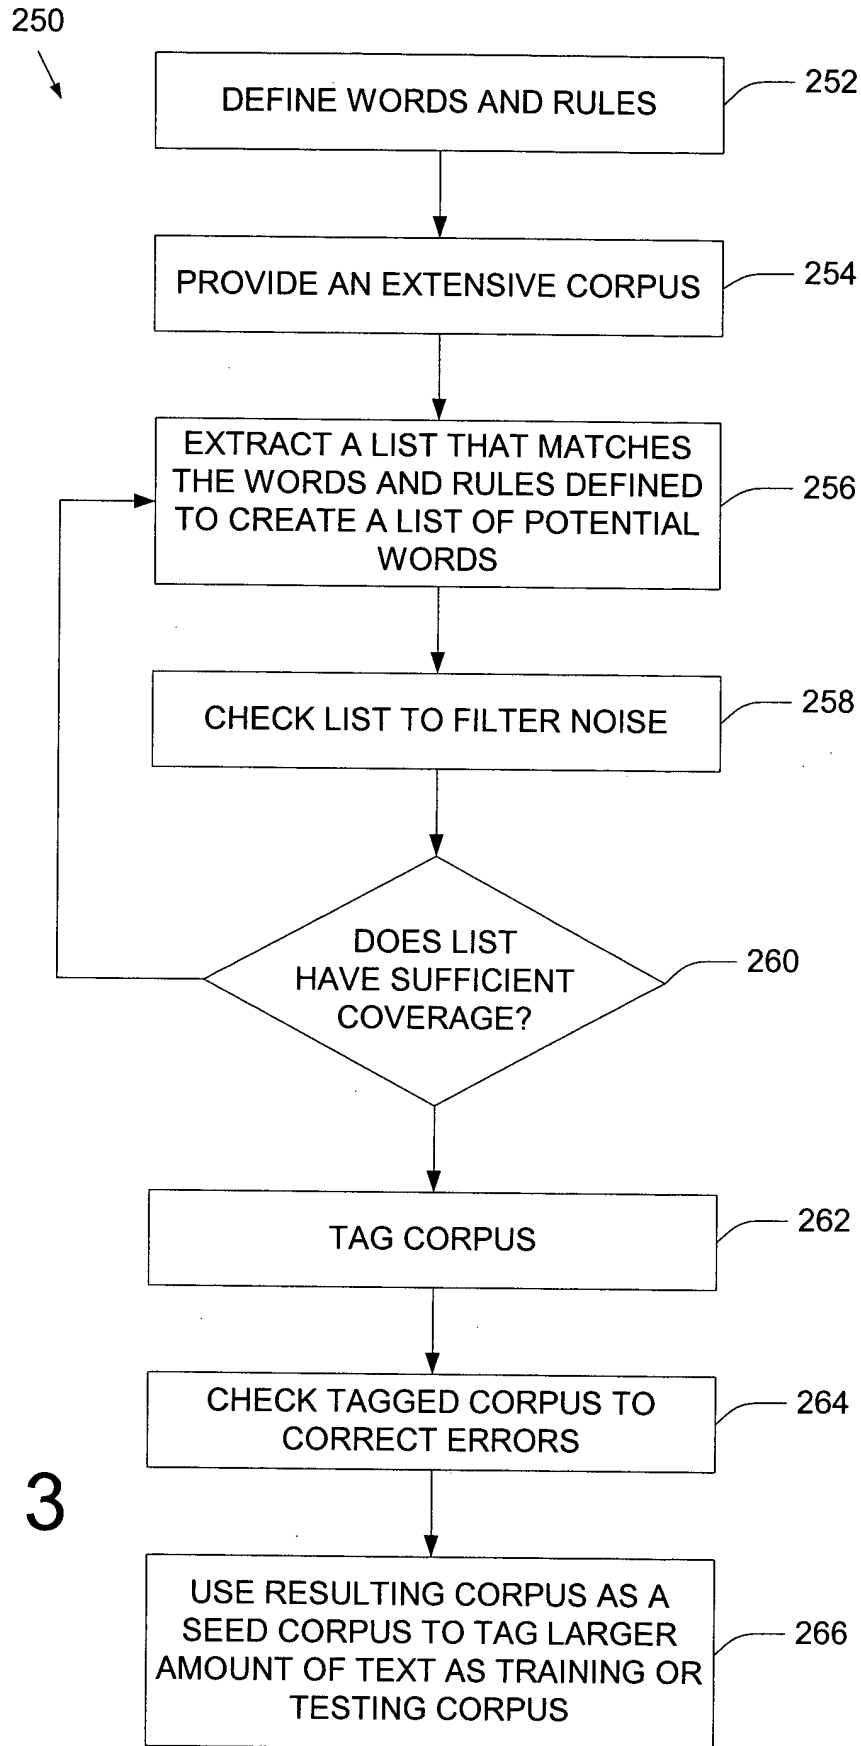 250
DEFINE WORDS AND RULES
252
PROVIDE AN EXTENSIVE CORPUS
254
EXTRACT A LIST THAT MATCHES
THE WORDS AND RULES DEFINED
TO CREATE A LIST OF POTENTIAL
WORDS
256
CHECK LIST TO FILTER NOISE
258
DOES LIST
HAVE SUFFICIENT
COVERAGE?
260
TAG CORPUS
262
CHECK TAGGED CORPUS TO
CORRECT ERRORS
264
3
USE RESULTING CORPUS AS A
SEED CORPUS TO TAG LARGER
AMOUNT OF TEXT AS TRAINING OR
TESTING CORPUS
266